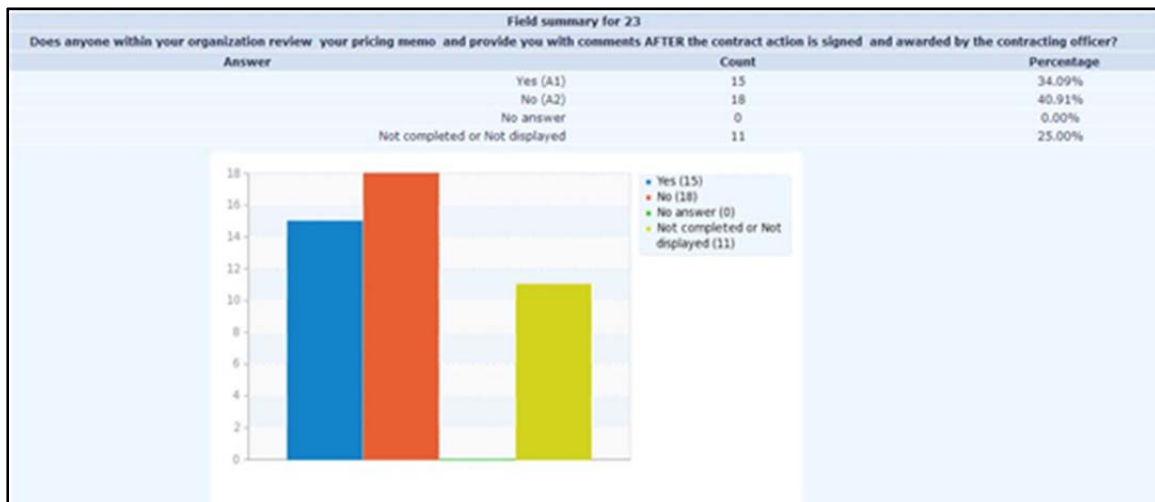 Field summary for 23
Does anyone within your organization review your pricing memo and provide you with comments AFTER the contract action is signed and awarded by the contracting officer?
Answer Count Percentage
Yes (A1) 15 34.09%
No (A2) 18 40.91%
No answer 0 0.00%
Not completed or Not displayed 11 25.00%
18
16
14
12
10
8
6
4
2
0
Yes (15)
No (18)
No answer (0)
Not completed or Not
displayed (11)